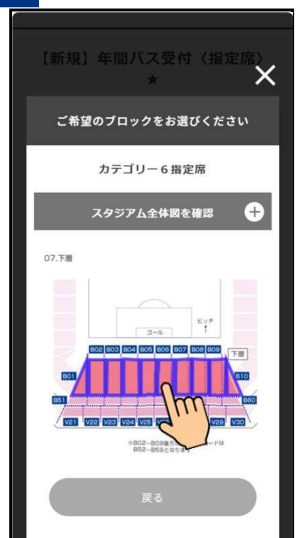 【新規】年間パス受付〈指定席〉
★
ご希望のブロックをお選びください
カテゴリー6指定席
スタジアム全体図を確認
07.下層
ピッチ
↑
ゴール
B02 B03 B04 B05 B06 B07 B08 B09
下層
B01 B10
B51 B60
V21 V22 V23 V24 V25 V29 V30
戻る